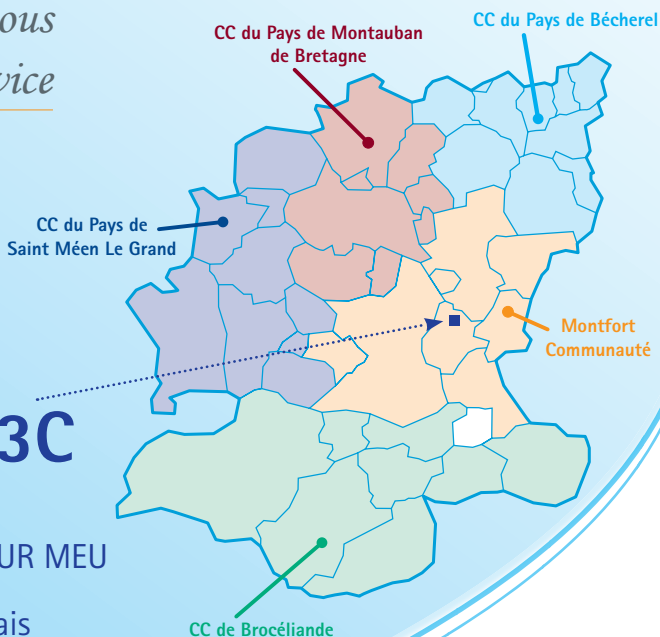 ous
vice
CC du Pays de Montauban
de Bretagne
CC du Pays de Bécherel
CC du Pays de
Saint Méen Le Grand
Montfort
Communauté
3C
UR MEU
ais
CC de Brocéliande